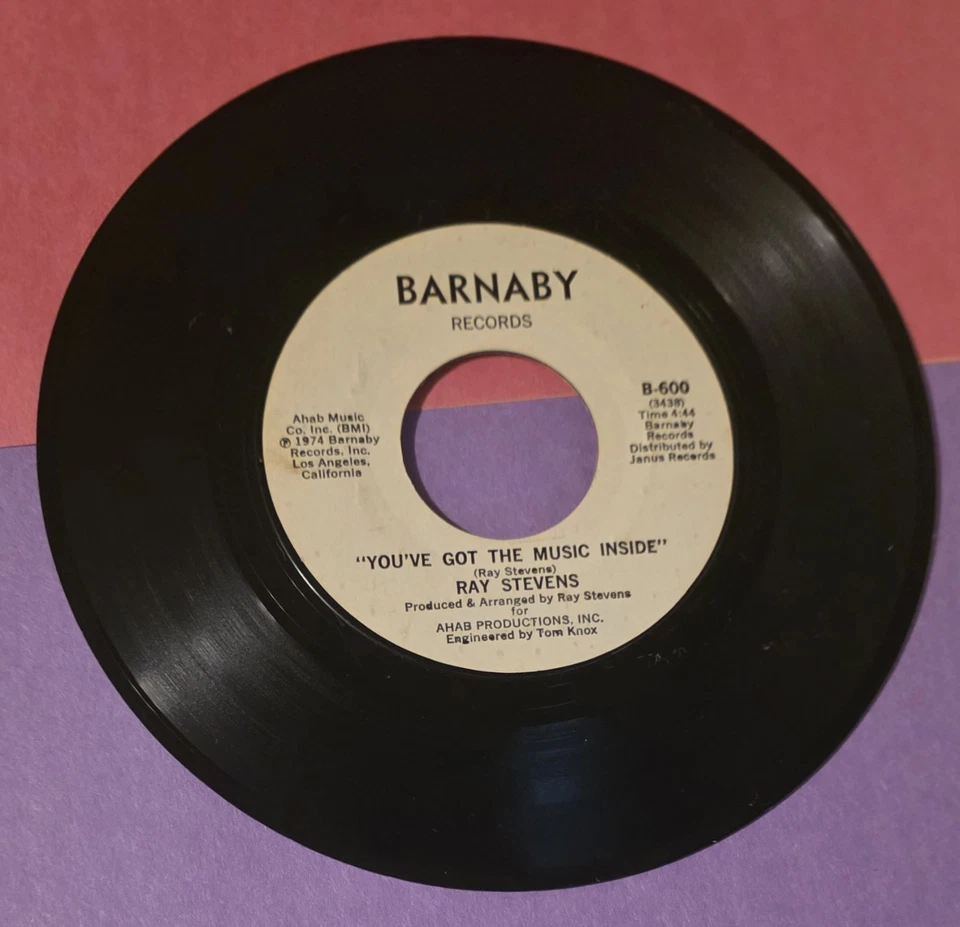 BARNABY
RECORDS
Ahab Music
Co. Inc. (BMI)
℗ 1974 Barnaby
Records, Inc.
Los Angeles,
California
B-600
(3438)
Time 4:44
Barnaby
Records
Distributed by
Janus Records
"YOU'VE GOT THE MUSIC INSIDE"
(Ray Stevens)
RAY STEVENS
Produced & Arranged by Ray Stevens
for
AHAB PRODUCTIONS, INC.
Engineered by Tom Knox